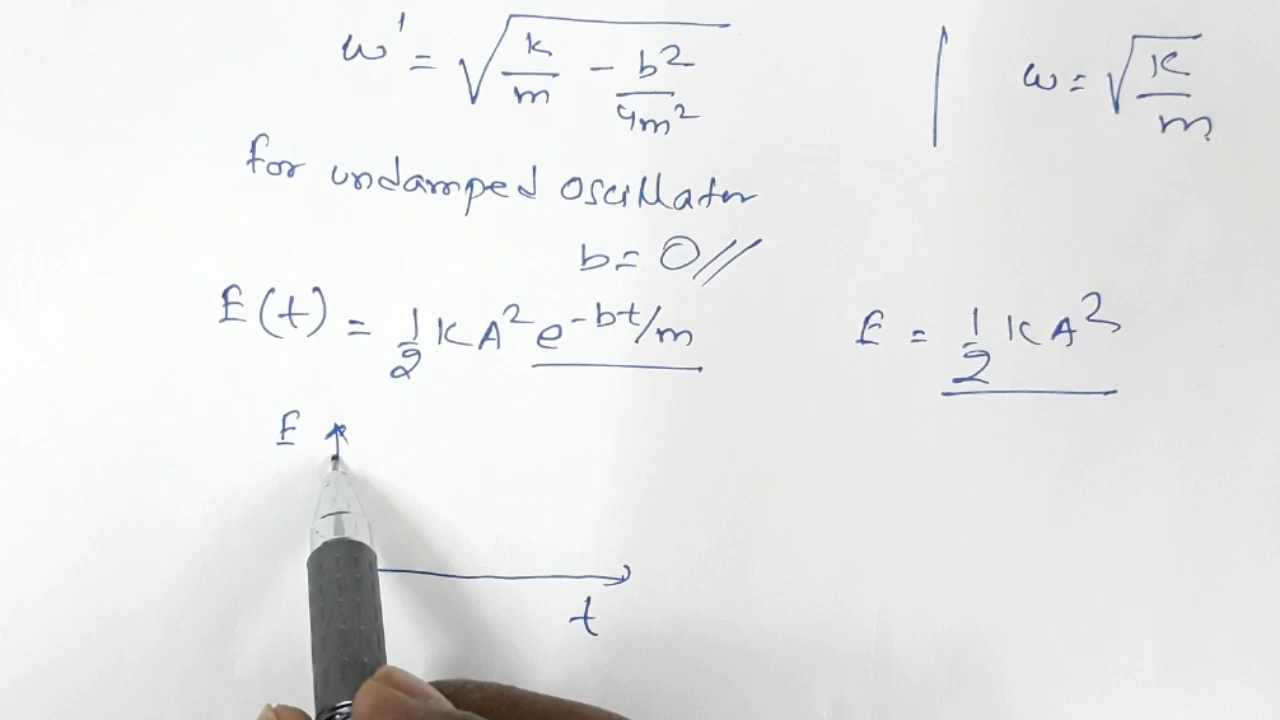 ω' = √(k/m - b²/4m²) | ω = √(K/m)
for undamped oscillator
b = 0 //
E(t) = 1/2 KA² e^(-bt/m) E = 1/2 KA²
E
t